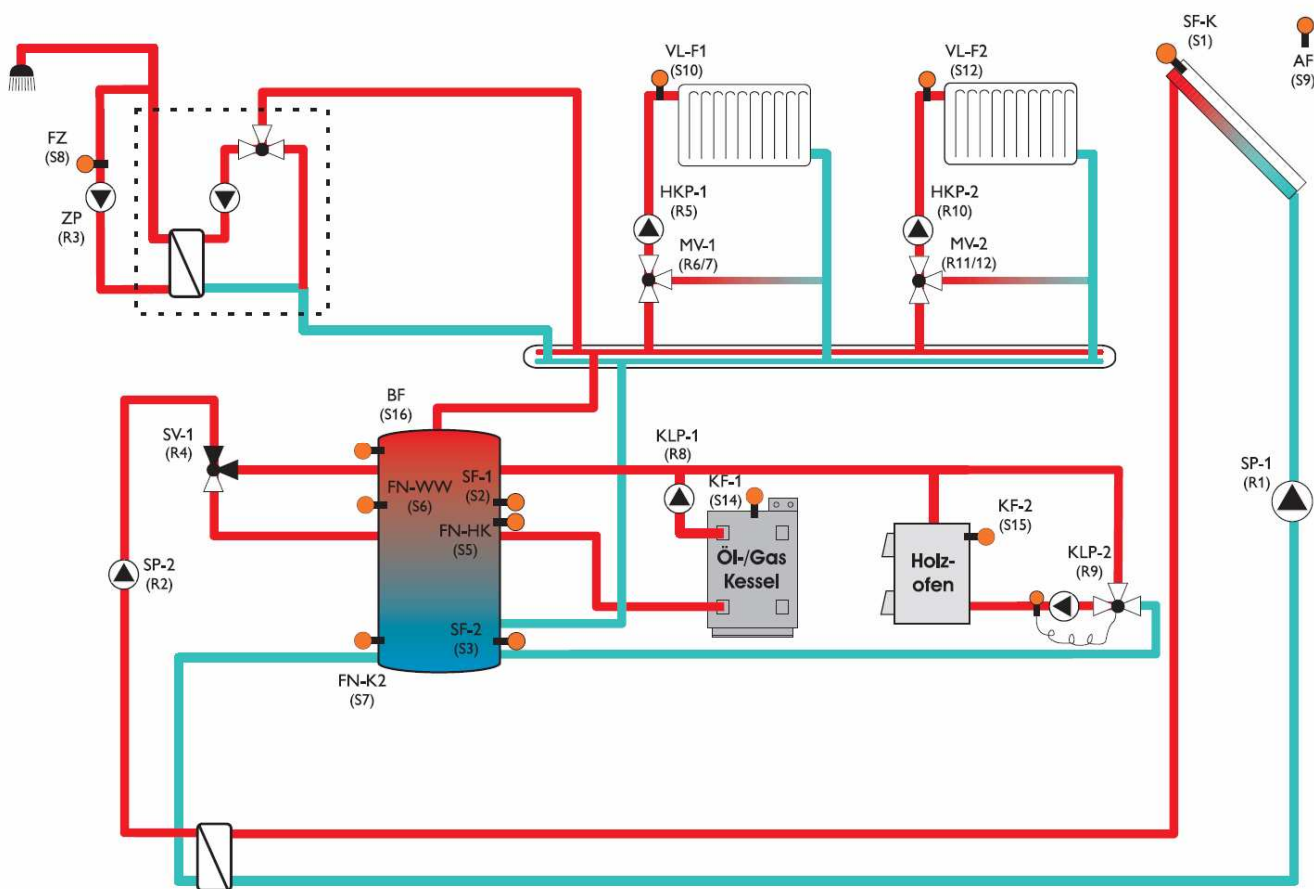 SF-K
(S1)
AF
(S9)
VL-F1
(S10)
VL-F2
(S12)
FZ
(S8)
ZP
(R3)
HKP-1
(R5)
HKP-2
(R10)
MV-1
(R6/7)
MV-2
(R11/12)
BF
(S16)
SV-1
(R4)
KLP-1
(R8)
SF-1
(S2)
FN-WW
(S6)
KF-1
(S14)
SP-1
(R1)
KF-2
(S15)
FN-HK
(S5)
Öl-/Gas
Kessel
Holz-
ofen
KLP-2
(R9)
SP-2
(R2)
SF-2
(S3)
FN-K2
(S7)